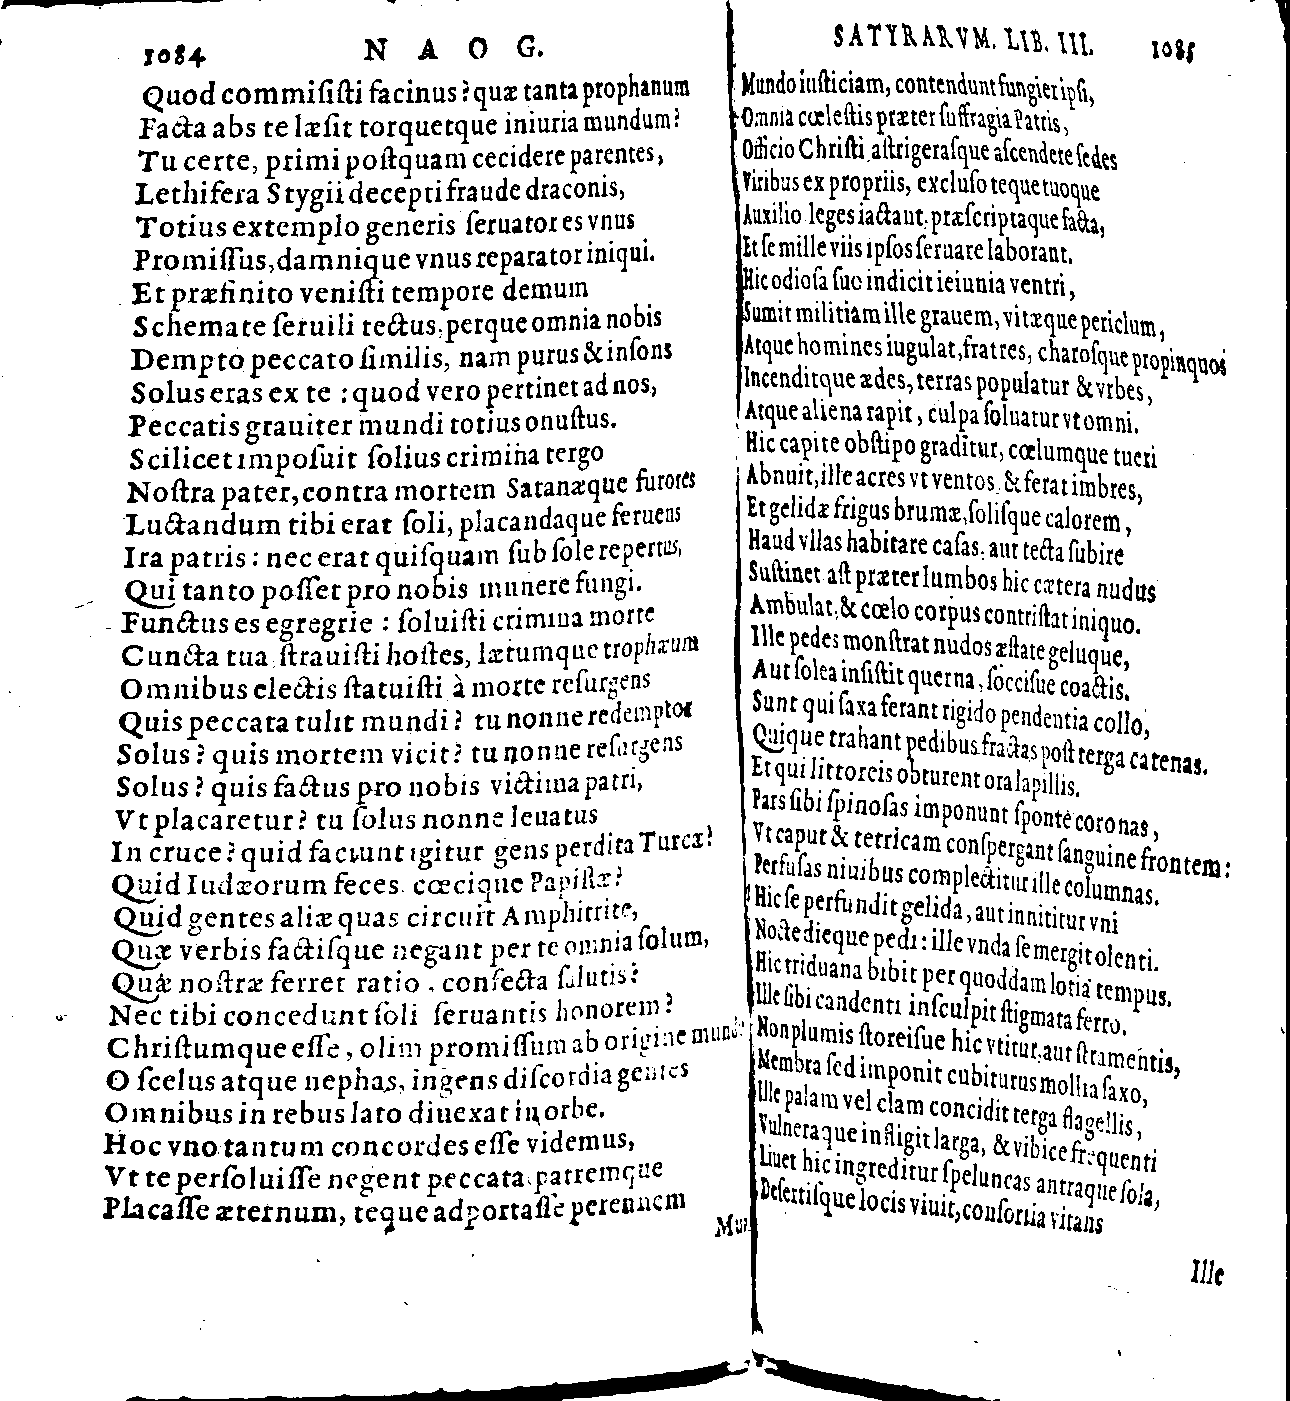 1084 N A O G.
Quod commiſiſti facinus? quæ tanta prophanum
Facta abs te læſit torquetque iniuria mundum?
Tu certe, primi poſtquam cecidere parentes,
Lethifera Stygii decepti fraude draconis,
Totius extemplo generis ſeruatores vnus
Promiſſus, damnique vnus reparator iniqui.
Et præfinito veniſti tempore demum
Schemate ſeruili tectus, perque omnia nobis
Dempto peccato ſimilis, nam purus & inſons
Solus eras ex te : quod vero pertinet ad nos,
Peccatis grauiter mundi totius onuſtus.
Scilicet impoſuit ſolius crimina tergo
Noſtra pater, contra mortem Satanæque furores
Luctandum tibi erat ſoli, placandaque feruens
Ira patris : nec erat quiſquam ſub ſole repertus,
Qui tanto poſſet pro nobis munere fungi.
Functus es egregrie : ſoluiſti crimina morte
Cuncta tua, ſtrauiſti hoſtes, lætumque trophæum
Omnibus electis ſtatuiſti à morte reſurgens
Quis peccata tulit mundi? tu nonne redemptor
Solus? quis mortem vicit? tu nonne reſurgens
Solus? quis factus pro nobis victima patri,
Vt placaretur? tu ſolus nonne leuatus
In cruce? quid faciunt igitur gens perdita Turcæ?
Quid Iudæorum feces, cœcique Papiſtæ?
Quid gentes aliæ quas circuit Amphitrite,
Quæ verbis factiſque negant per te omnia ſolum,
Quæ noſtræ ferret ratio, confecta ſalutis?
Nec tibi concedunt ſoli ſeruantis honorem?
Chriſtumque eſſe, olim promiſſum ab origine mundi
O ſcelus atque nephas, ingens diſcordia gentes
Omnibus in rebus lato diuexat in orbe.
Hoc vno tantum concordes eſſe videmus,
Vt te perſoluiſſe negent peccata, patremque
Placaſſe æternum, teque adportaſſe perennem
Mun-
SATYRARVM. LIB. III. 1085
Mundo iuſticiam, contendunt fungier ipſi,
Omnia cœleſtis præter ſuffragia Patris,
Officio Chriſti, aſtrigeraſque aſcendere ſedes
Viribus ex propriis, excluſo teque tuoque
Auxilio leges iactant, præſcriptaque facta,
Et ſe mille viis ipſos ſeruare laborant.
Hic odioſa ſuo indicit ieiunia ventri,
Sumit militiam ille grauem, vitæque periclum,
Atque homines iugulat, fratres, charoſque propinquos
Incenditque ædes, terras populatur & vrbes,
Atque aliena rapit, culpa ſoluatur vt omni.
Hic capite obſtipo graditur, cœlumque tueri
Abnuit, ille acres vt ventos, & ferat imbres,
Et gelidæ frigus brumæ, ſoliſque calorem,
Haud vllas habitare caſas, aut tecta ſubire
Suſtinet, aſt præter lumbos hic cætera nudus
Ambulat, & cœlo corpus contriſtat iniquo.
Ille pedes monſtrat nudos æſtate geluque,
Aut ſolea inſiſtit querna, ſocciſue coactis.
Sunt qui ſaxa ferant rigido pendentia collo,
Quique trahant pedibus fractas poſt terga catenas.
Et qui littoreis obturent ora lapillis.
Pars ſibi ſpinoſas imponunt ſponte coronas,
Vt caput & tetricam conſpergant ſanguine frontem:
Perfuſas niuibus complectitur ille columnas.
Hic ſe perfundit gelida, aut innititur vni
Nocte dieque pedi : ille vnda ſe mergit olenti.
Hic triduana bibit per quoddam lotia tempus.
Ille ſibi candenti inſculpit ſtigmata ferro.
Non plumis ſtoreiſue hic vtitur, aut ſtramentis,
Membra ſed imponit cubiturus mollia ſaxo,
Ille palam vel clam concidit terga flagellis,
Vulneraque infligit larga, & vibice frequenti
Liuet hic ingreditur ſpeluncas antraque ſola,
Deſertiſque locis viuit, conſortia vitans
Ille